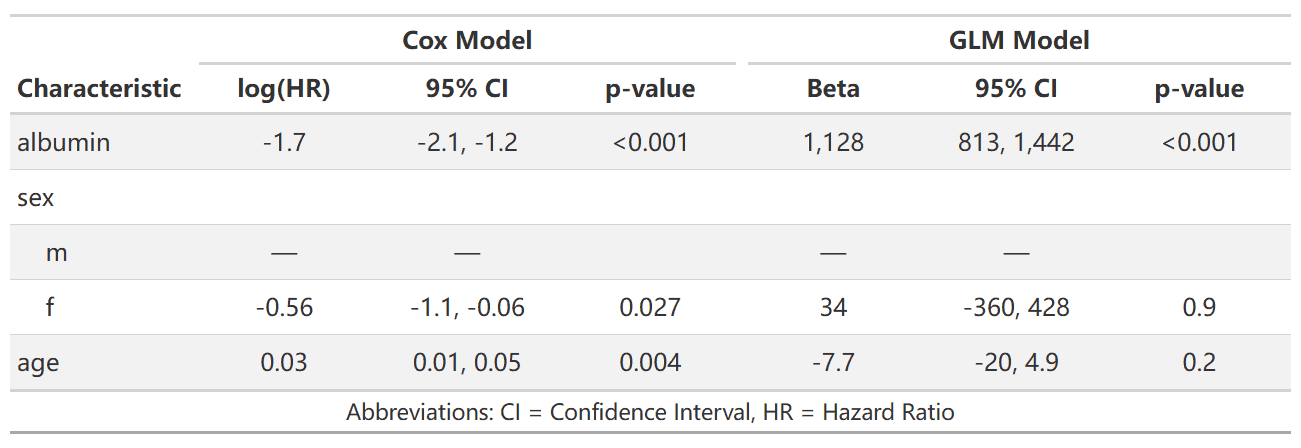 Cox Model GLM Model
Characteristic log(HR) 95% CI p-value Beta 95% CI p-value
albumin -1.7 -2.1, -1.2 <0.001 1,128 813, 1,442 <0.001
sex
m — — — —
f -0.56 -1.1, -0.06 0.027 34 -360, 428 0.9
age 0.03 0.01, 0.05 0.004 -7.7 -20, 4.9 0.2
Abbreviations: CI = Confidence Interval, HR = Hazard Ratio